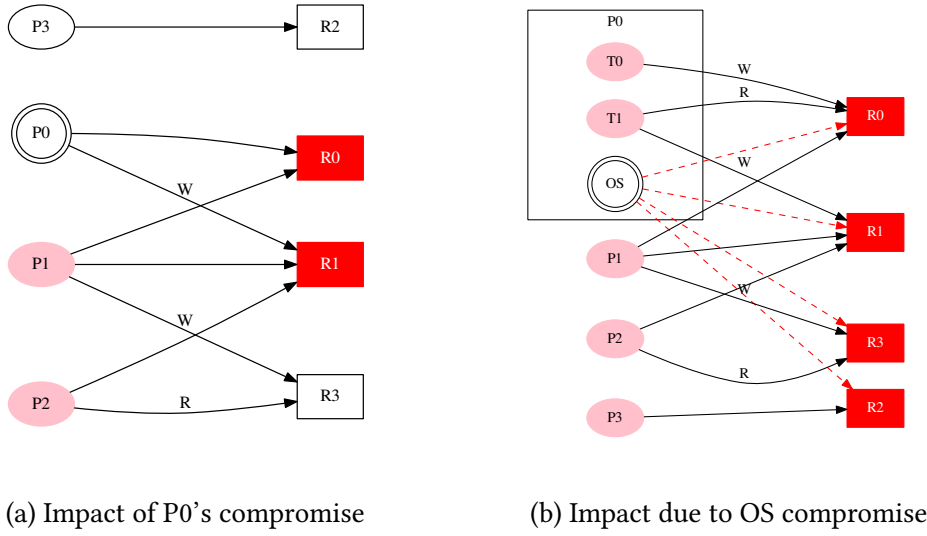 P3
R2
P0
R0
W
P1
R1
W
P2
R
R3
P0
T0
W
R
R0
T1
W
OS
R1
P1
W
P2
R3
R
R2
P3
(a) Impact of P0's compromise
(b) Impact due to OS compromise